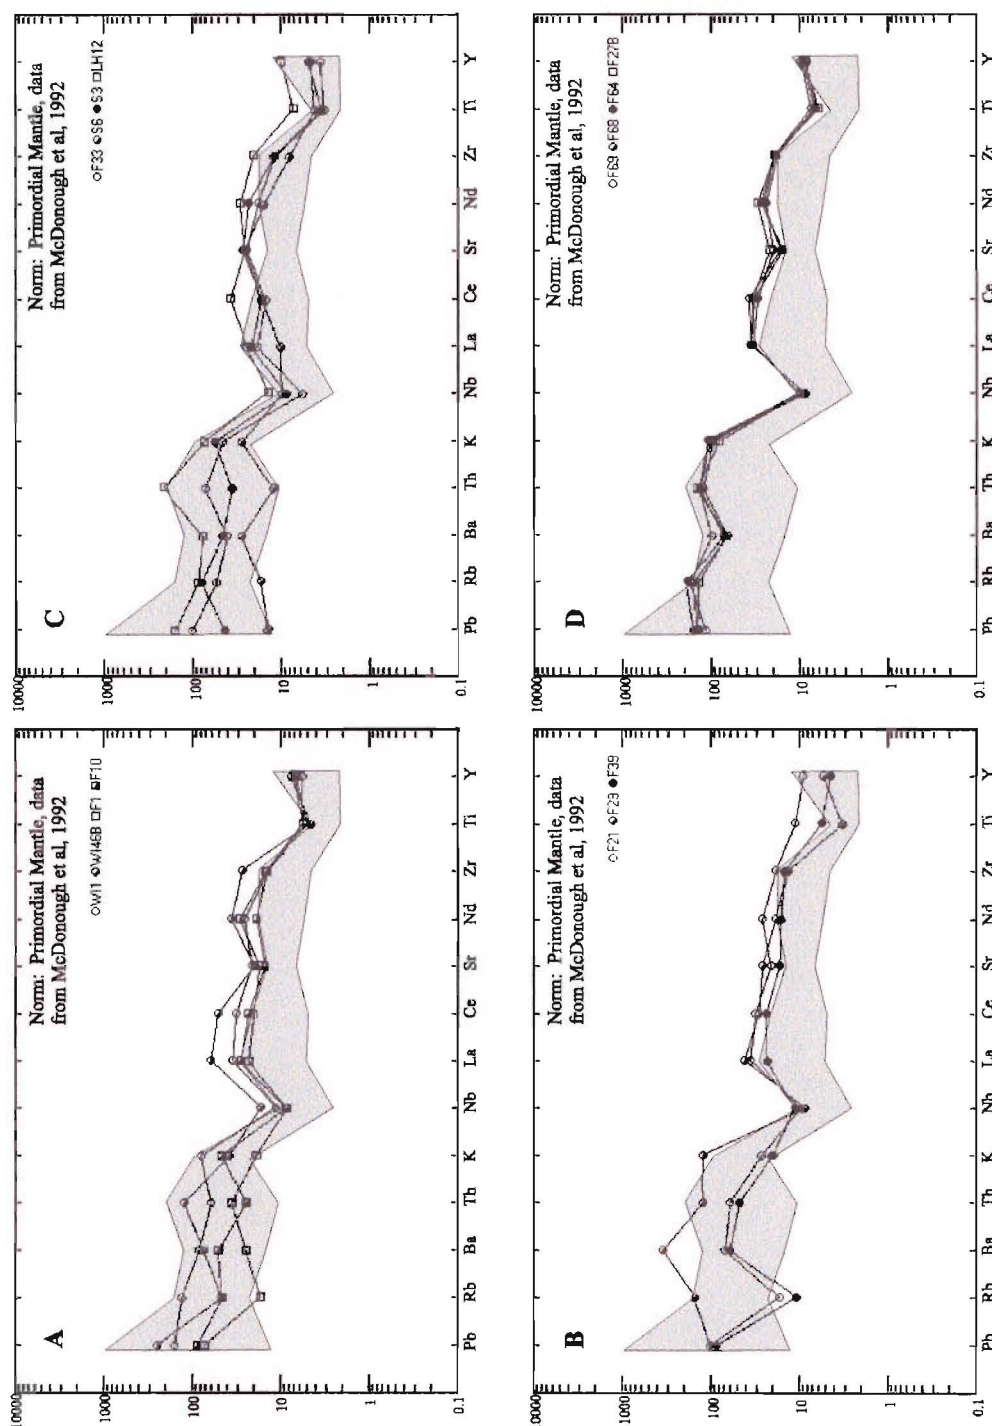 A
Norm: Primordial Mantle, data
from McDonough et al, 1992
○WI1 ●WI46B □F1 ■F10
10000
1000
100
10
1
0.1
Pb Rb Ba Th K Nb La Ce Sr Nd Zr Ti Y
C
Norm: Primordial Mantle, data
from McDonough et al, 1992
○F33 ○S6 ●S3 □LH12
10000
1000
100
10
1
0.1
Pb Rb Ba Th K Nb La Ce Sr Nd Zr Ti Y
B
Norm: Primordial Mantle, data
from McDonough et al, 1992
○F21 ○F23 ●F39
10000
1000
100
10
1
0.1
Pb Rb Ba Th K Nb La Ce Sr Nd Zr Ti Y
D
Norm: Primordial Mantle, data
from McDonough et al, 1992
○F69 ○F68 ●F64 □F27B
10000
1000
100
10
1
0.1
Pb Rb Ba Th K Nb La Ce Sr Nd Zr Ti Y